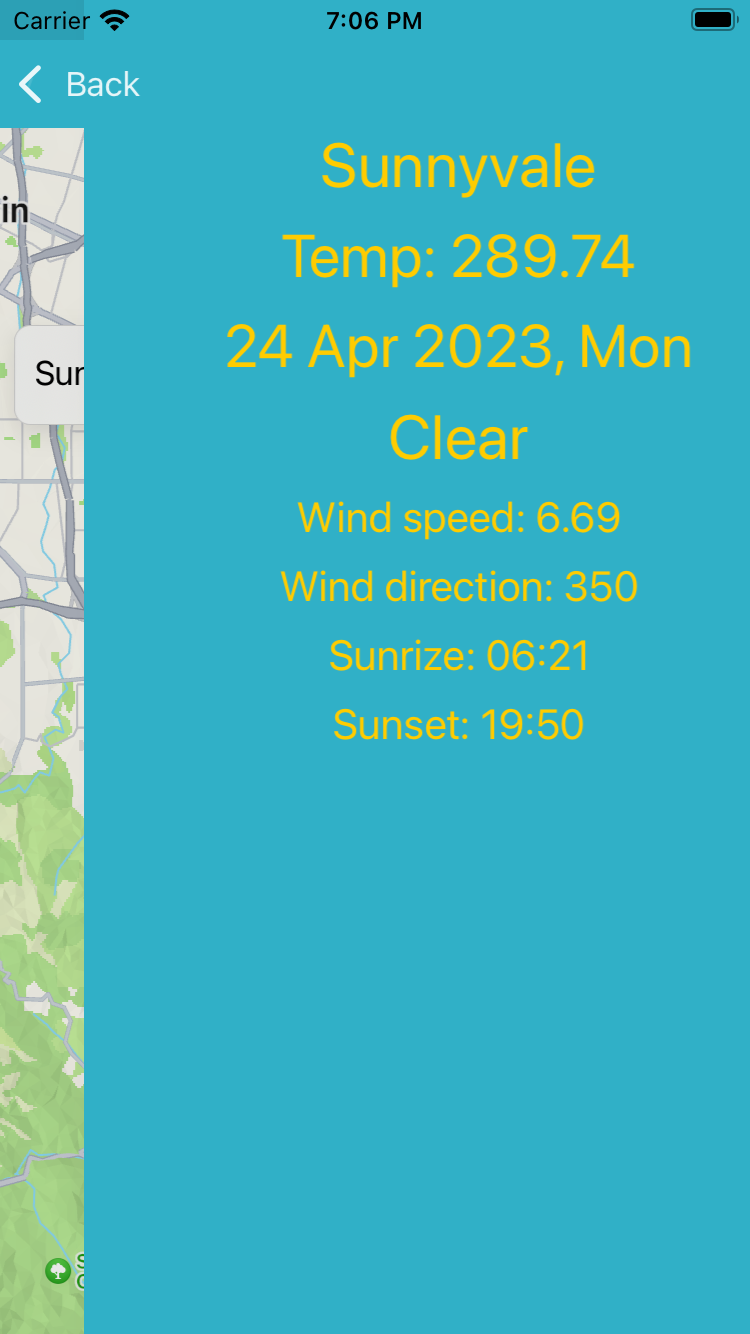 Carrier 7:06 PM
Back
in
Sunnyvale
Temp: 289.74
Sur
24 Apr 2023, Mon
Clear
Wind speed: 6.69
Wind direction: 350
Sunrize: 06:21
Sunset: 19:50